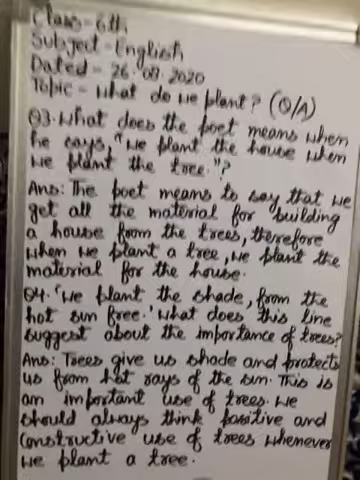 Class - 6th
Subject - English
Dated - 26.09.2020
Topic - What do we plant? (Q/A)
Q3. What does the poet means when
he says, "we plant the house when
we plant the tree."?
Ans: The poet means to say that we
get all the material for building
a house from the trees, therefore
when we plant a tree, we plant the
material for the house.
Q4. 'We plant the shade, from the
hot sun free.' What does this line
suggest about the importance of trees?
Ans: Trees give us shade and protects
us from hot rays of the sun. This is
an important use of trees. We
should always think positive and
constructive use of trees whenever
we plant a tree.